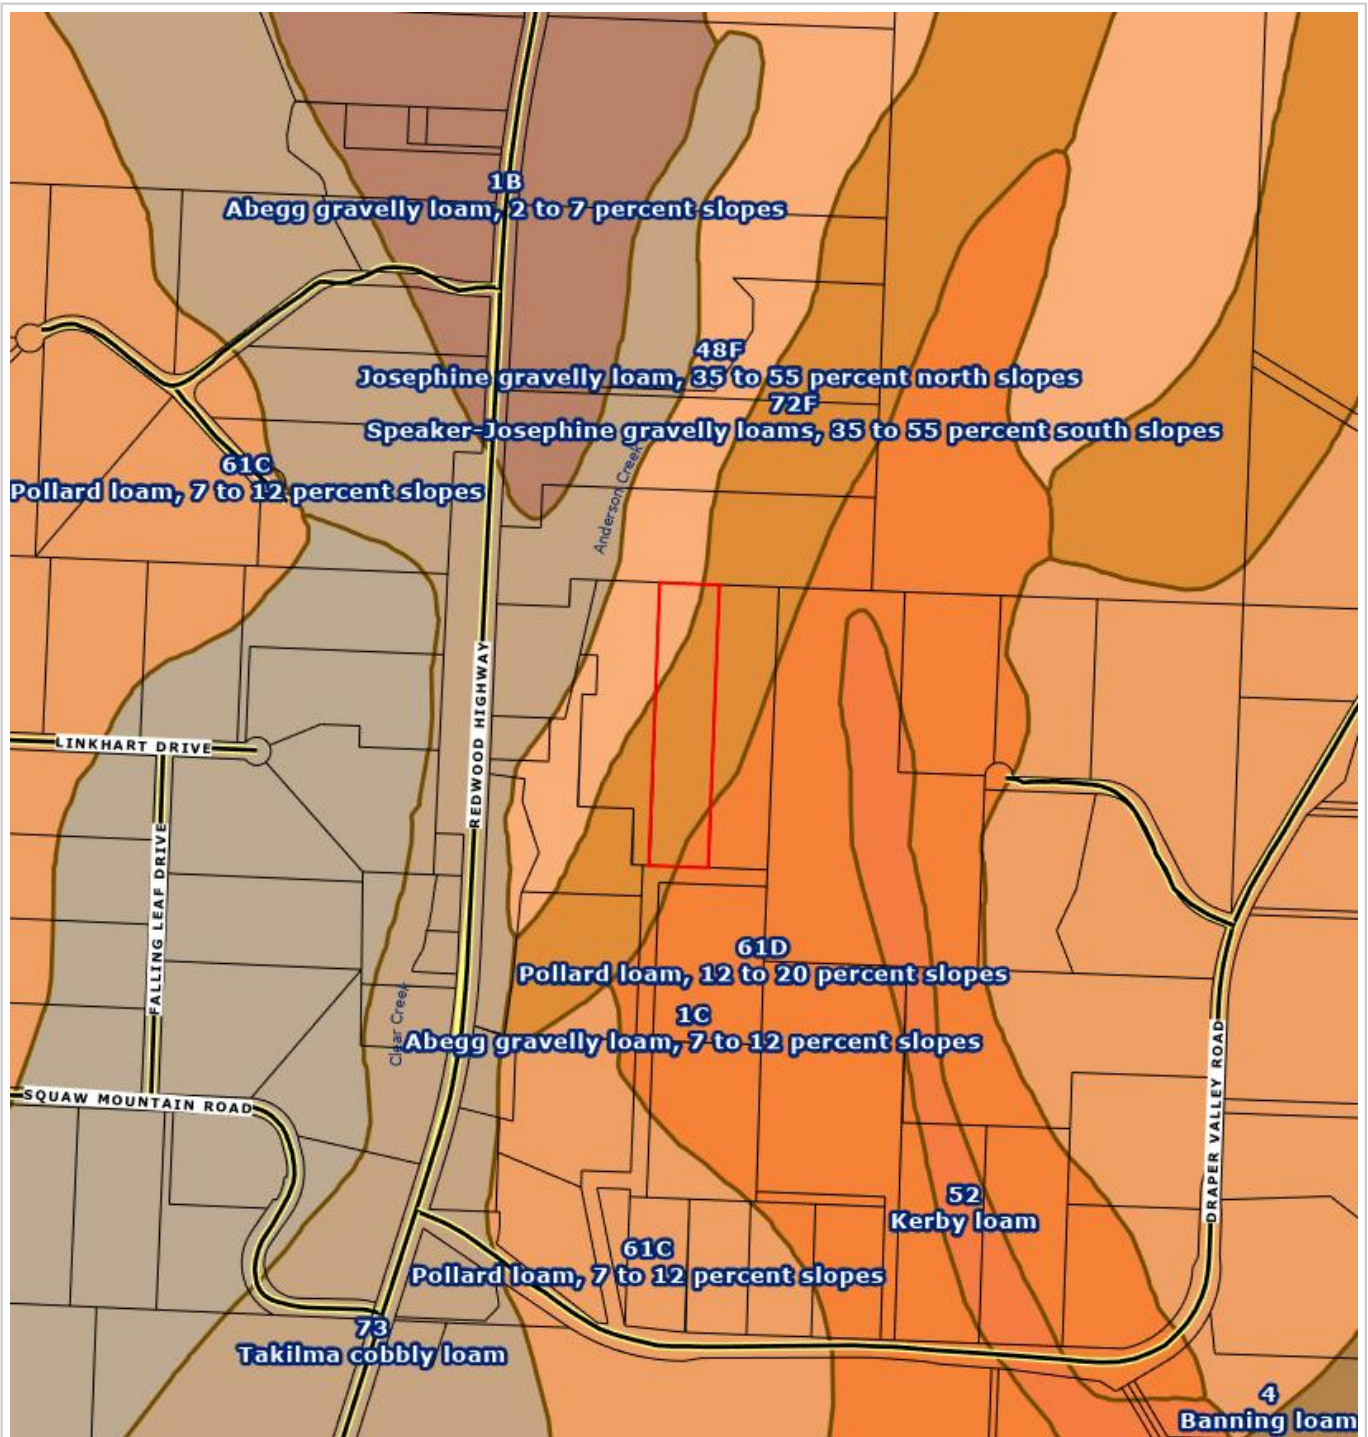 1B
Abegg gravelly loam, 2 to 7 percent slopes
48F
Josephine gravelly loam, 35 to 55 percent north slopes
72F
Speaker-Josephine gravelly loams, 35 to 55 percent south slopes
61C
Pollard loam, 7 to 12 percent slopes
Anderson Creek
REDWOOD HIGHWAY
LINKHART DRIVE
FALLING LEAF DRIVE
61D
Pollard loam, 12 to 20 percent slopes
1C
Abegg gravelly loam, 7 to 12 percent slopes
Clear Creek
SQUAW MOUNTAIN ROAD
DRAPER VALLEY ROAD
52
Kerby loam
61C
Pollard loam, 7 to 12 percent slopes
73
Takilma cobbly loam
4
Banning loam